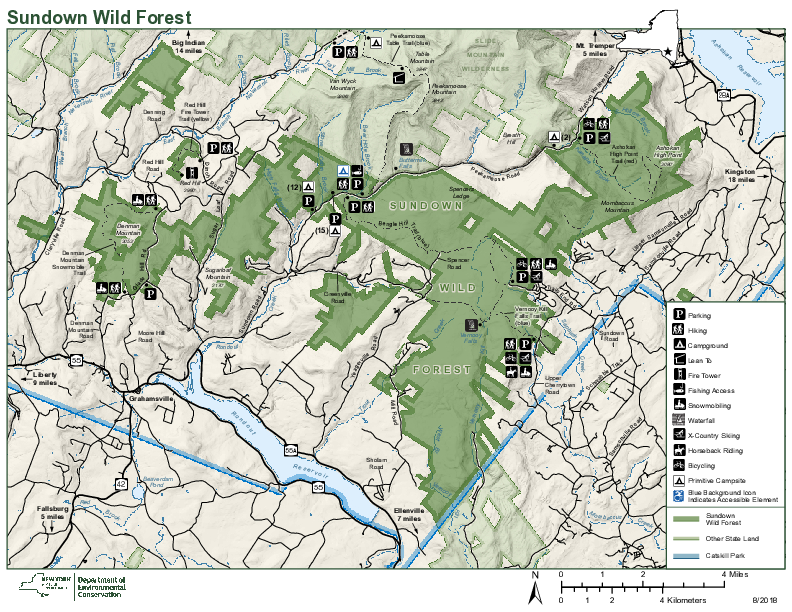 Sundown Wild Forest
Big Indian
14 miles
Peekamoose
Table Trail (blue)
Table
Mountain
SLIDE
MOUNTAIN
WILDERNESS
Mt. Tremper
5 miles
Ashokan
Reservoir
28A
Van Wyck
Mountain
Peekamoose
Mountain
Denning
Road
Red Hill
Fire Tower
Trail (yellow)
(2)
Ashokan
High Point
Trail (red)
Ashokan
High Point
Kingston
18 miles
Red Hill
Road
Red Hill
Peekamoose Road
(12)
Spencer
Ledge
SUNDOWN
Mombaccus
Mountain
Denman
Mountain
(15)
Bangle Hill
Denman
Mountain
Snowmobile
Trail
Sugarloaf
Mountain
Spencer
Road
Greenville
Road
WILD
Vernooy Kill
Falls Trail
(blue)
Denman
Mountain
Road
Moore Hill
Road
Sundown
Road
FOREST
Upper
Cherrytown
Road
55
Liberty
9 miles
Grahamsville
Rondout
Reservoir
55A
55
Sholam
Road
Mill Road
42
Fallsburg
5 miles
Ellenville
7 miles
Parking
Hiking
Campground
Lean To
Fire Tower
Fishing Access
Snowmobiling
Waterfall
X-Country Skiing
Horseback Riding
Bicycling
Primitive Campsite
Blue Background Icon
Indicates Accessible Element
Sundown
Wild Forest
Other State Land
Catskill Park
Department of
Environmental
Conservation
N
0 1 2 4 Miles
0 1 2 4 Kilometers
8/2018